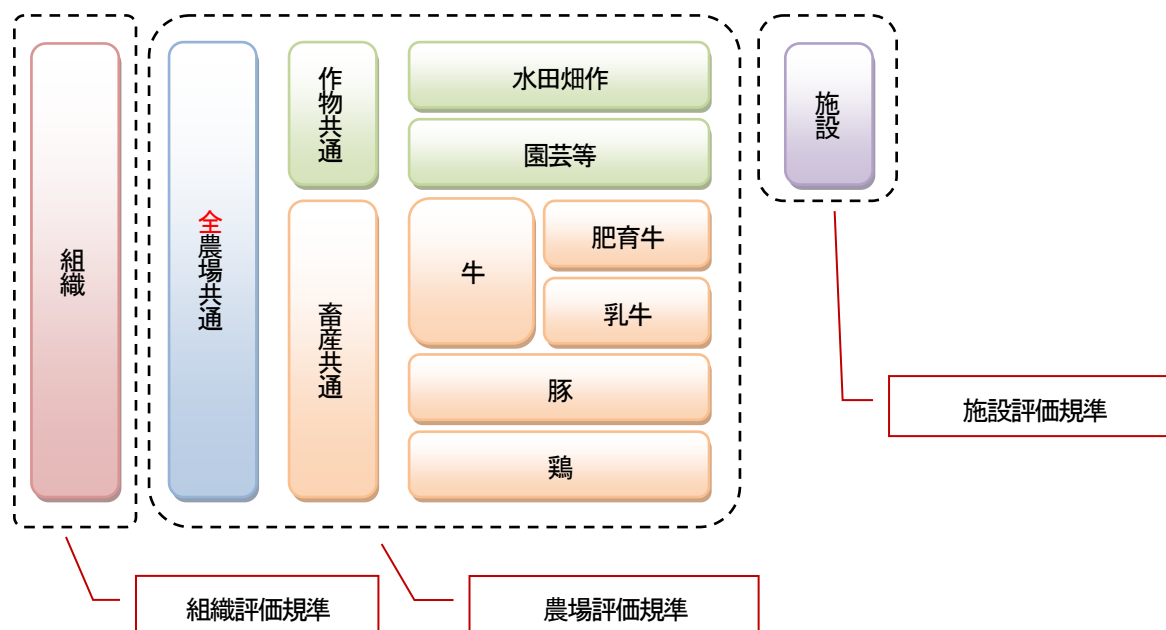 組織
全農場共通
作物共通
畜産共通
水田畑作
園芸等
牛
肥育牛
乳牛
豚
鶏
施設
施設評価規準
組織評価規準
農場評価規準